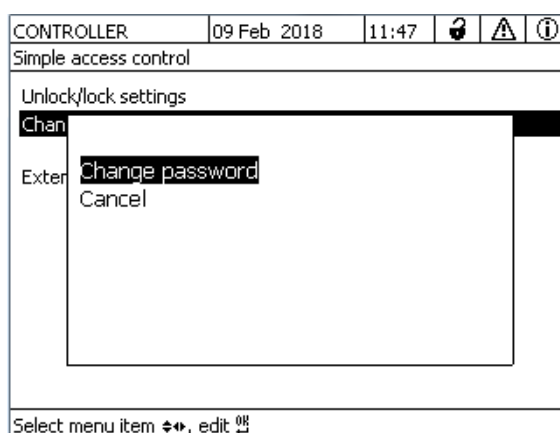 CONTROLLER 09 Feb 2018 11:47
Simple access control
Unlock/lock settings
Chan
Change password
Exter
Cancel
Select menu item, edit OK